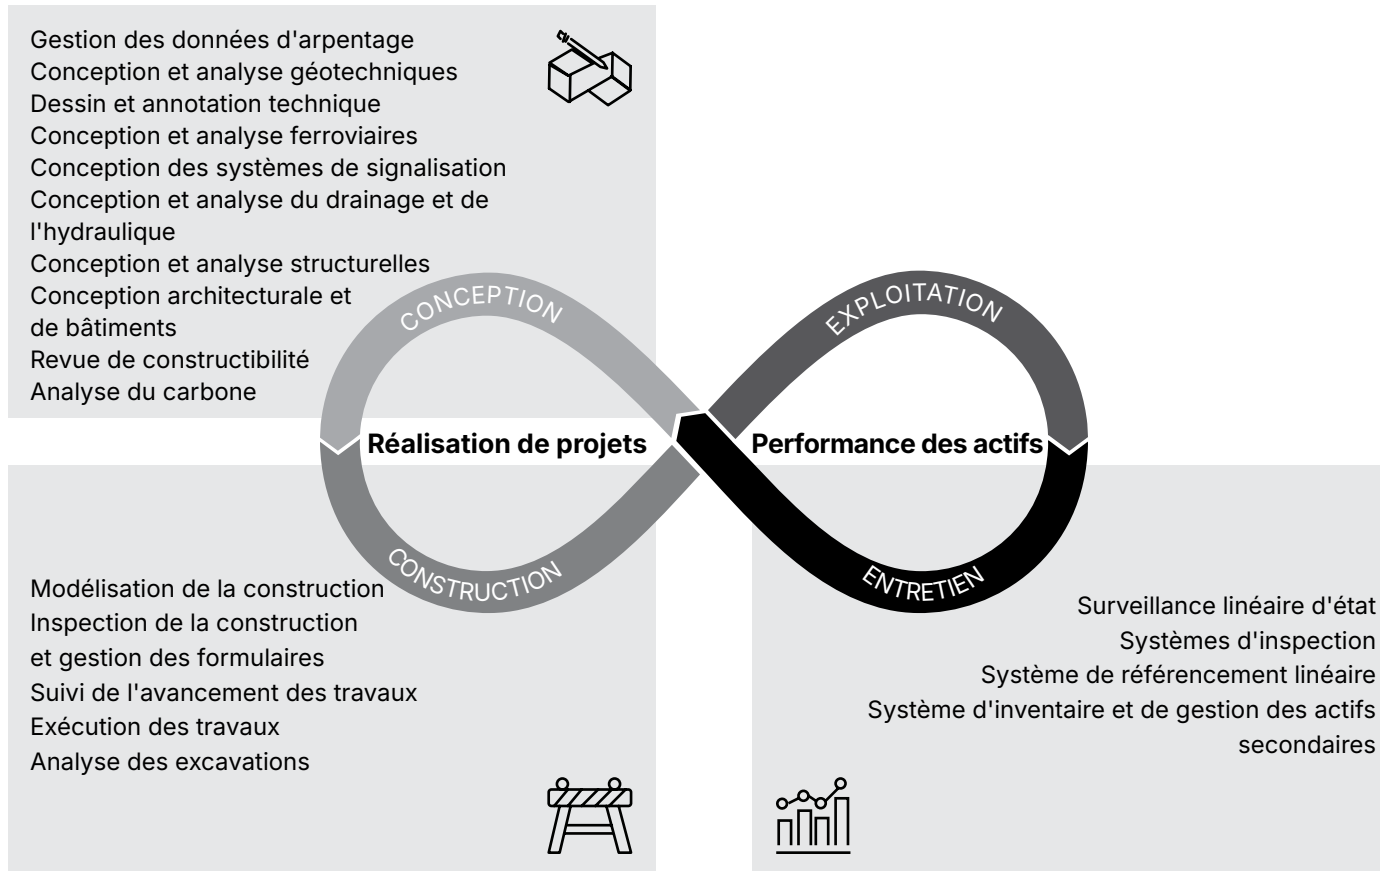 Gestion des données d'arpentage
Conception et analyse géotechniques
Dessin et annotation technique
Conception et analyse ferroviaires
Conception des systèmes de signalisation
Conception et analyse du drainage et de
l'hydraulique
Conception et analyse structurelles
Conception architecturale et
de bâtiments
Revue de constructibilité
Analyse du carbone
CONCEPTION
EXPLOITATION
Réalisation de projets
Performance des actifs
CONSTRUCTION
ENTRETIEN
Modélisation de la construction
Inspection de la construction
et gestion des formulaires
Suivi de l'avancement des travaux
Exécution des travaux
Analyse des excavations
Surveillance linéaire d'état
Systèmes d'inspection
Système de référencement linéaire
Système d'inventaire et de gestion des actifs
secondaires